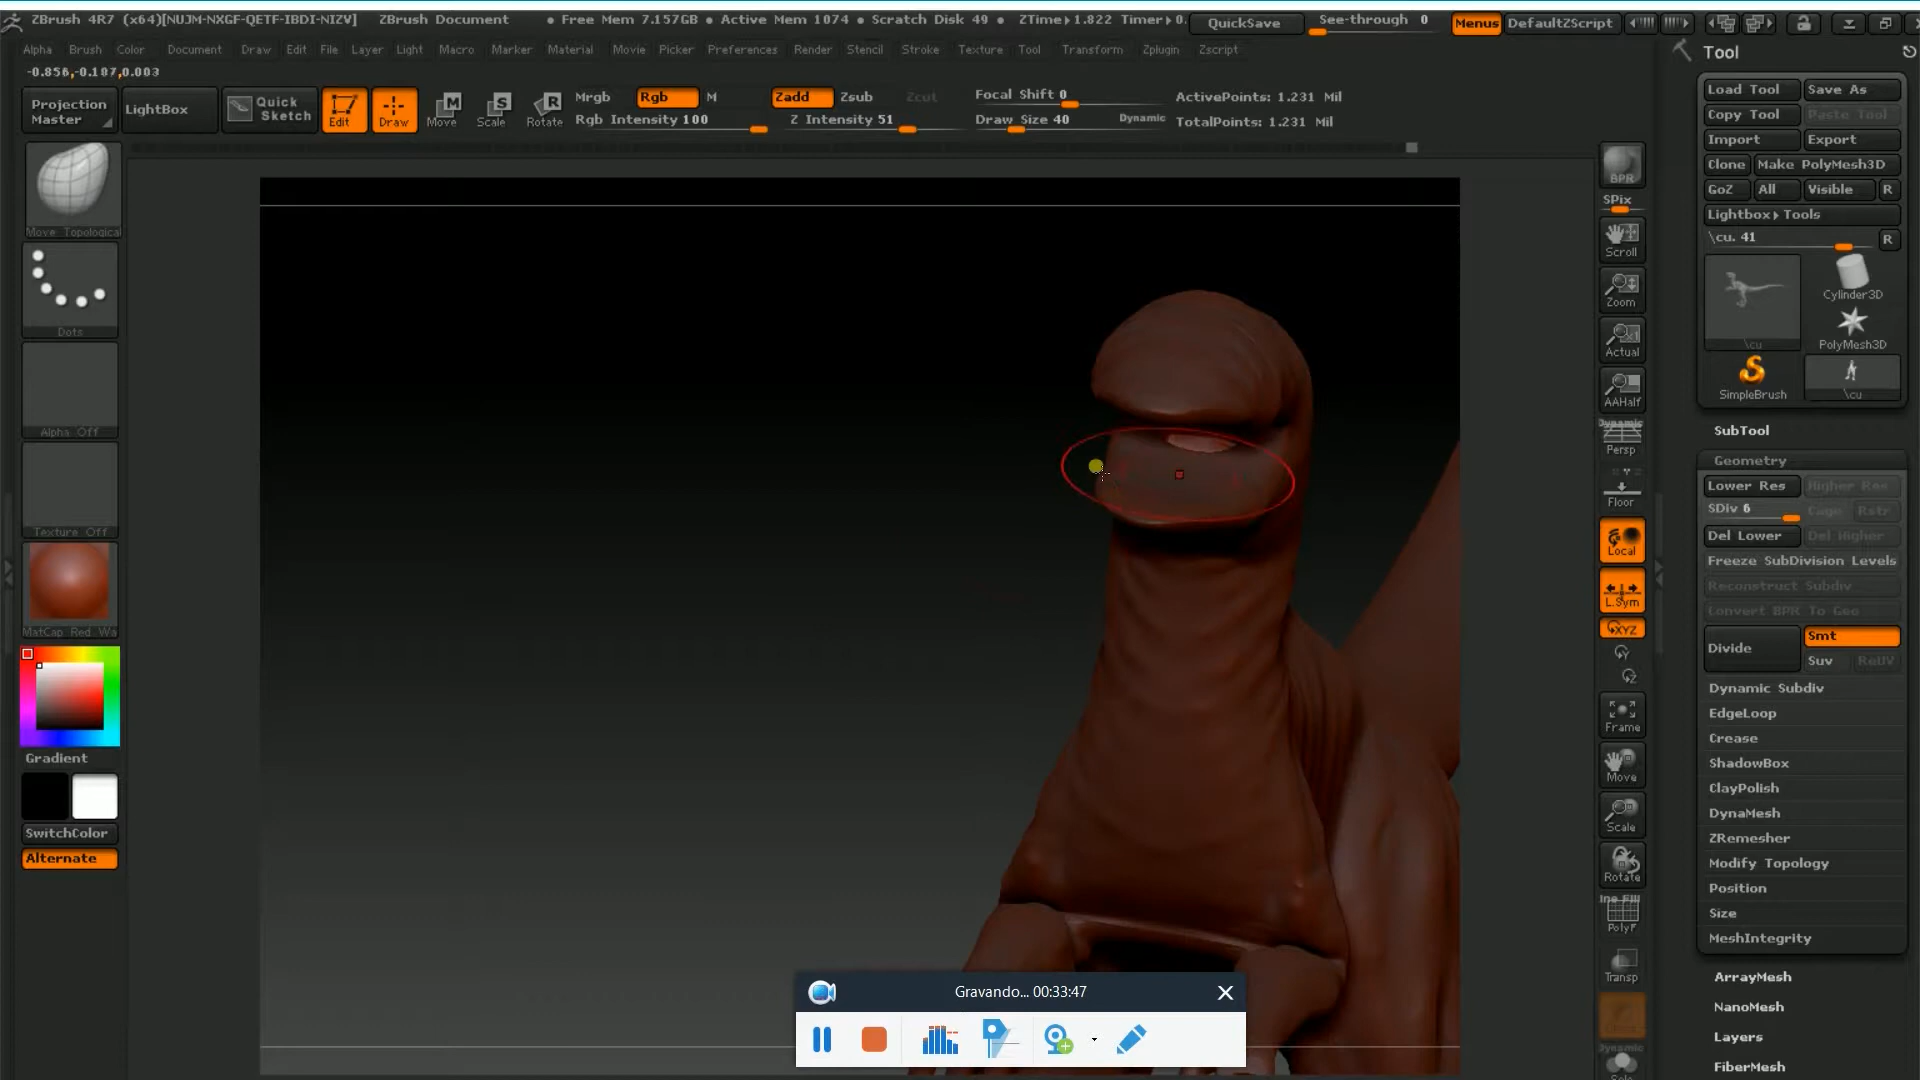 ZBrush 4R7 (x64)[NUJM-NXGF-QETF-IBDI-NIZV] ZBrush Document • Free Mem 7.157GB • Active Mem 1074 • Scratch Disk 49 • ZTime▸1.822 Timer▸0. QuickSave See-through 0 Menus DefaultZScript
Alpha Brush Color Document Draw Edit File Layer Light Macro Marker Material Movie Picker Preferences Render Stencil Stroke Texture Tool Transform Zplugin Zscript
-0.856,-0.107,0.003
Projection Master
LightBox
Quick Sketch
Edit
Draw
Move
Scale
Rotate
Mrgb Rgb M
Rgb Intensity 100
Zadd Zsub Zcut
Z Intensity 51
Focal Shift 0
Draw Size 40 Dynamic
ActivePoints: 1.231 Mil
TotalPoints: 1.231 Mil
Move Topological
Dots
Alpha Off
Texture Off
MatCap Red Wa
Gradient
SwitchColor
Alternate
BPR
SPix
Scroll
Zoom
Actual
AAHalf
Dynamic
Persp
Floor
Local
L.Sym
XYZ
Frame
Move
Scale
Rotate
PolyF
Transp
Dynamic
Tool
Load Tool Save As
Copy Tool Paste Tool
Import Export
Clone Make PolyMesh3D
GoZ All Visible R
Lightbox▸Tools
\cu. 41 R
\cu
Cylinder3D
PolyMesh3D
SimpleBrush
\cu
SubTool
Geometry
Lower Res Higher Res
SDiv 6 Cage Rstr
Del Lower Del Higher
Freeze SubDivision Levels
Reconstruct Subdiv
Convert BPR To Geo
Divide Smt
Suv ReUV
Dynamic Subdiv
EdgeLoop
Crease
ShadowBox
ClayPolish
DynaMesh
ZRemesher
Modify Topology
Position
Size
MeshIntegrity
ArrayMesh
NanoMesh
Layers
FiberMesh
Gravando... 00:33:47